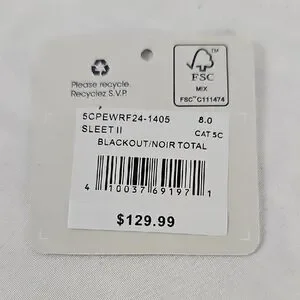 Please recycle.
Recyclez S.V.P.
FSC
MIX
FSC™ C111474
5CPEWRF24-1405 8.0
SLEET II CAT 5C
BLACKOUT/NOIR TOTAL
4 10037 69197 1
$129.99